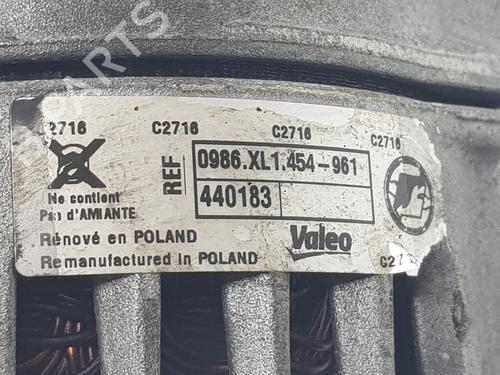 PARTS
C2716 C2716 C2716 C2716
REF 0986.XL1.454-961
440183
Ne contient
Pas d'AMIANTE
Rénové en POLAND
Valeo
Remanufactured in POLAND